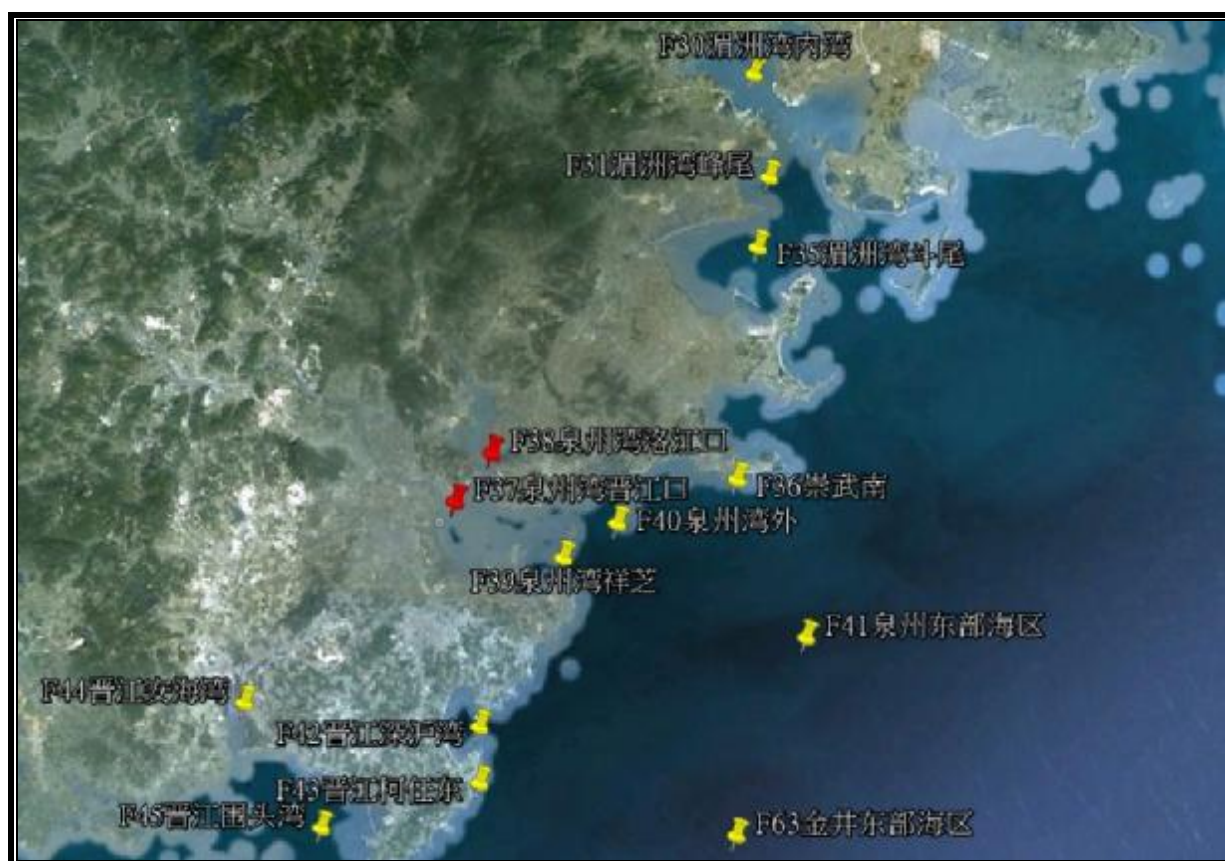 F30湄洲湾内湾
F31湄洲湾峰尾
F35湄洲湾斗尾
F38泉州湾洛江口
F37泉州湾晋江口
F36崇武南
F40泉州湾外
F39泉州湾祥芝
F41泉州东部海区
F44晋江安海湾
F42晋江深沪湾
F43晋江
F45晋江围头湾
F63金井东部海区